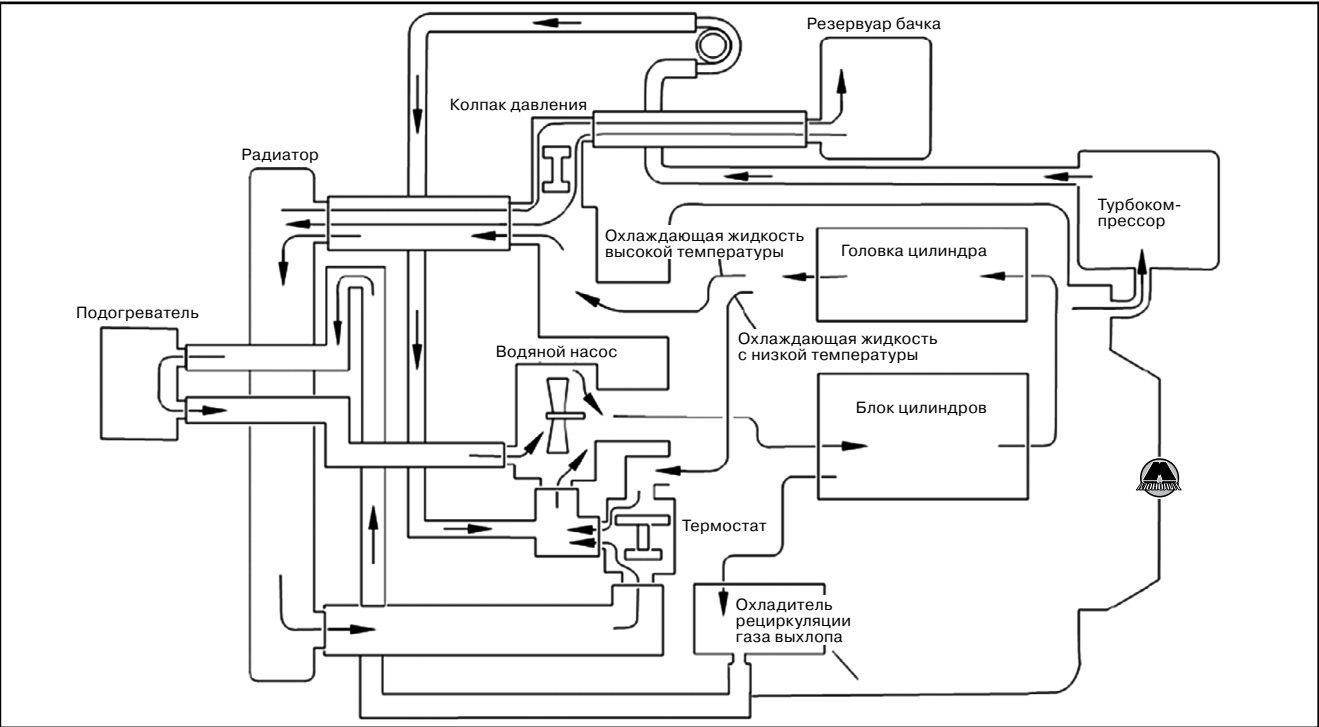 Резервуар бачка
Колпак давления
Радиатор
Турбоком-
прессор
Охлаждающая жидкость
высокой температуры
Головка цилиндра
Подогреватель
Охлаждающая жидкость
с низкой температуры
Водяной насос
Блок цилиндров
Термостат
Охладитель
рециркуляции
газа выхлопа